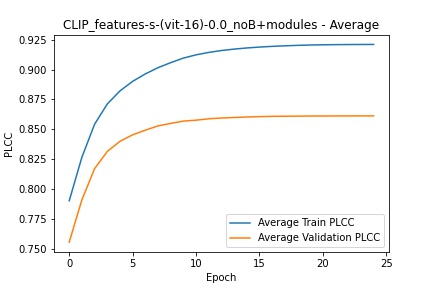 CLIP_features-s-(vit-16)-0.0_noB+modules - Average
0.925
0.900
0.875
0.850
0.825
0.800
0.775
0.750
PLCC
Average Train PLCC
Average Validation PLCC
0 5 10 15 20 25
Epoch